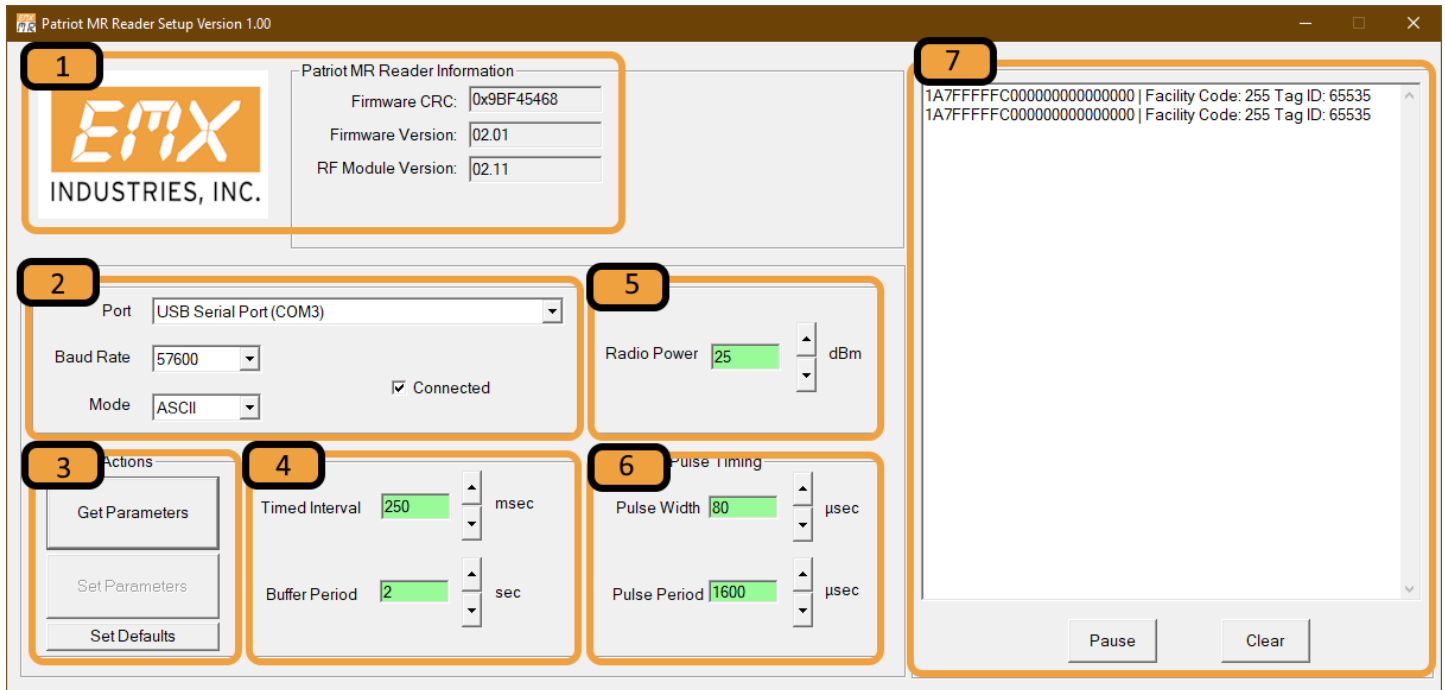 EMX MR Patriot MR Reader Setup Version 1.00
1
EMX
INDUSTRIES, INC.
Patriot MR Reader Information
Firmware CRC: 0x9BF45468
Firmware Version: 02.01
RF Module Version: 02.11
2
Port USB Serial Port (COM3)
Baud Rate 57600
Connected
Mode ASCII
3
Actions
Get Parameters
Set Parameters
Set Defaults
4
Timed Interval 250 msec
Buffer Period 2 sec
5
Radio Power 25 dBm
6
Pulse Timing
Pulse Width 80 µsec
Pulse Period 1600 µsec
7
1A7FFFFFC000000000000000 | Facility Code: 255 Tag ID: 65535
1A7FFFFFC000000000000000 | Facility Code: 255 Tag ID: 65535
Pause Clear